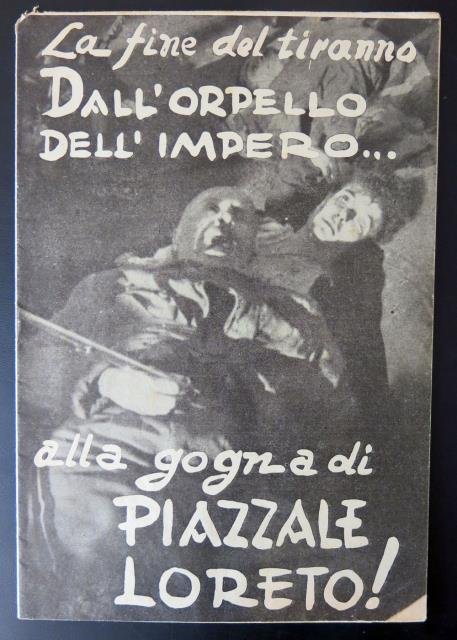 La fine del tiranno
DALL'ORPELLO
DELL'IMPERO...
alla gogna di
PIAZZALE
LORETO!